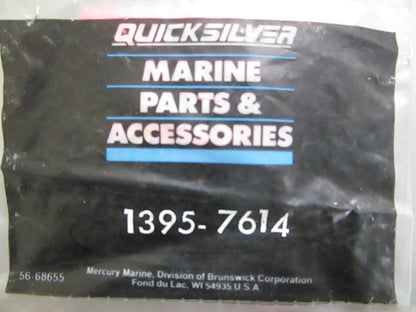 QUICKSILVER
MARINE
PARTS &
ACCESSORIES
1395-7614
56-68655
Mercury Marine, Division of Brunswick Corporation
Fond du Lac, WI 54935 U.S.A